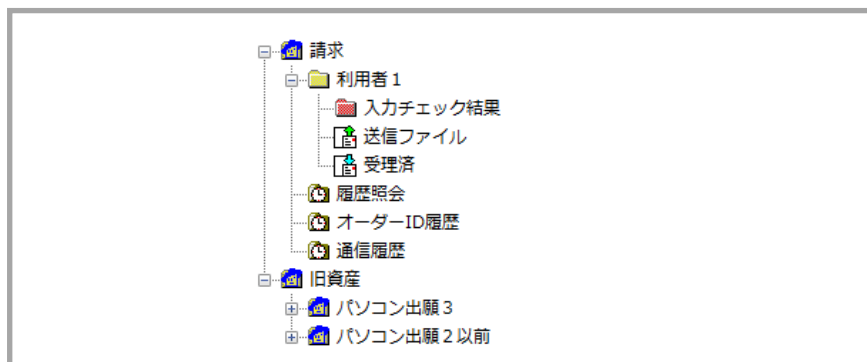 請求
利用者１
入力チェック結果
送信ファイル
受理済
履歴照会
オーダーID履歴
通信履歴
旧資産
パソコン出願３
パソコン出願２以前